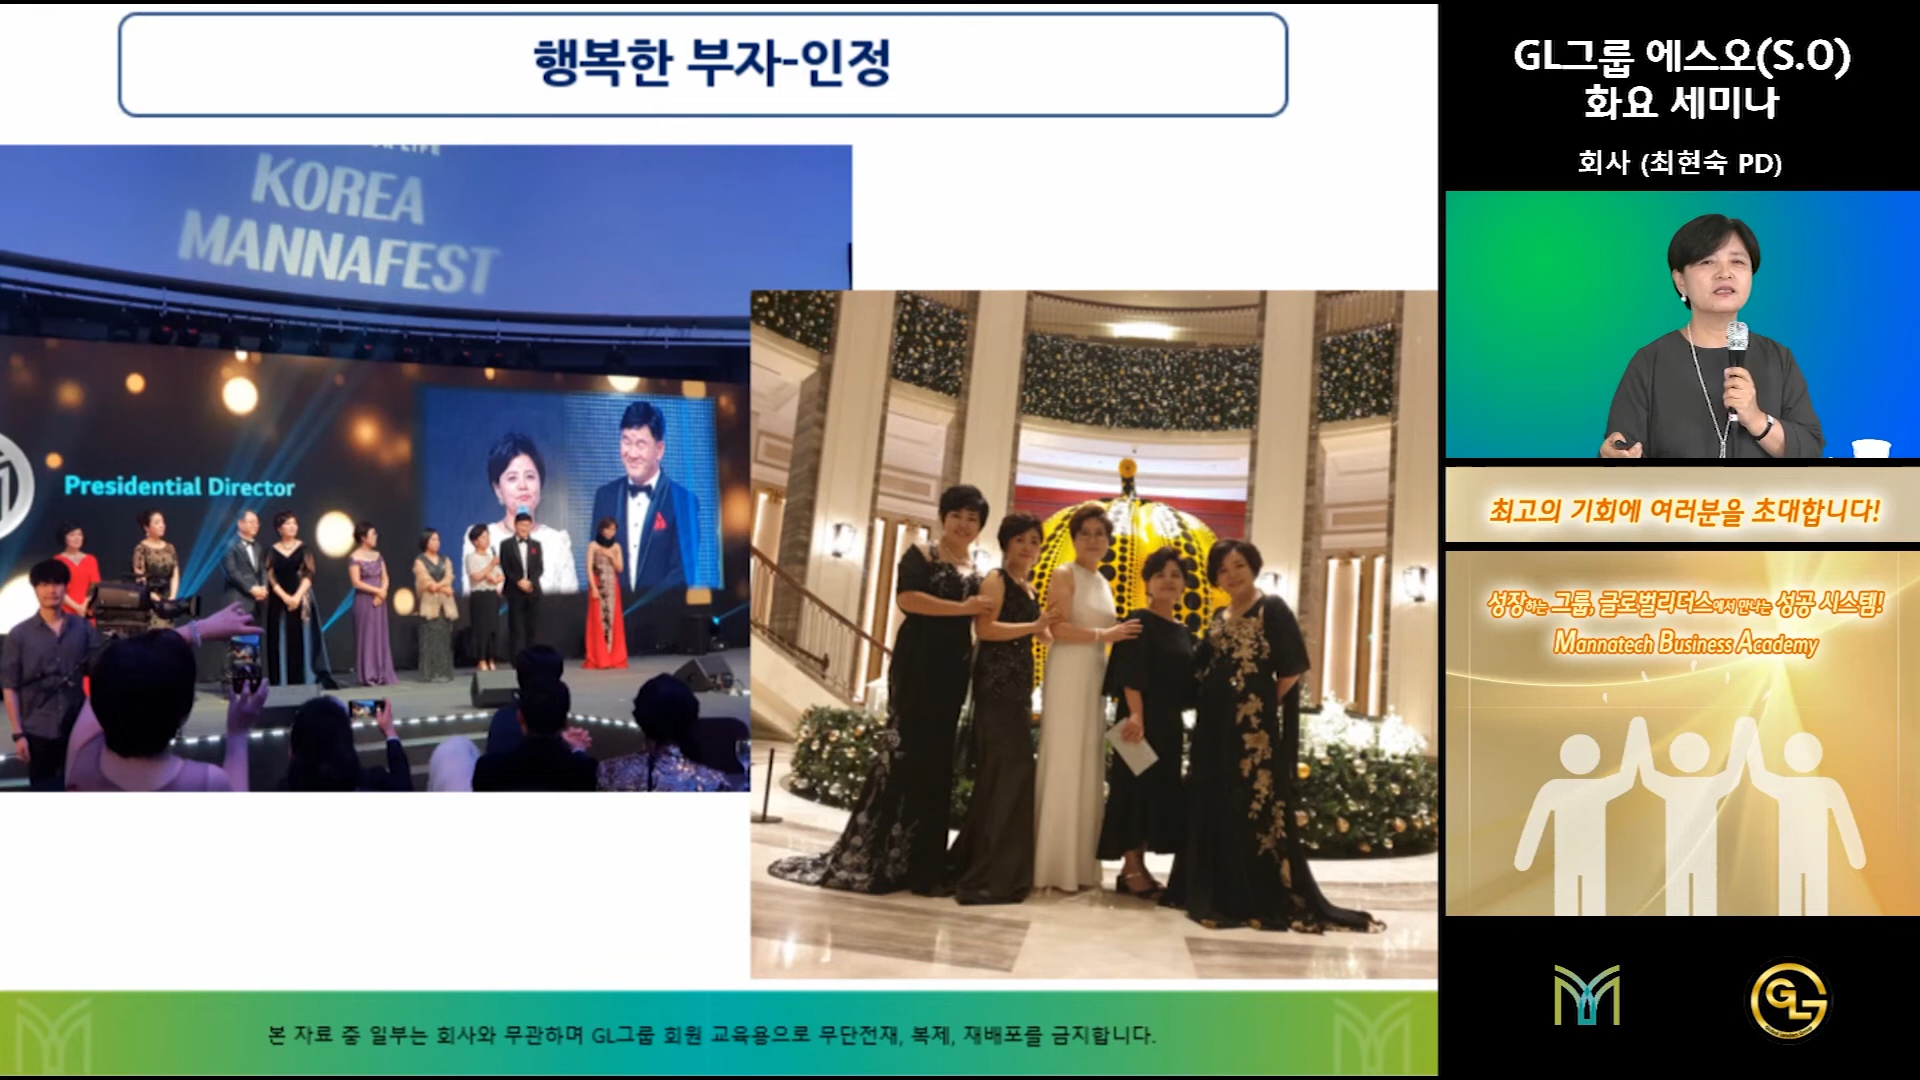 행복한 부자-인정
KOREA
MANNAFEST
Presidential Director
본 자료 중 일부는 회사와 무관하며 GL그룹 회원 교육용으로 무단전재, 복제, 재배포를 금지합니다.
GL그룹 에스오(S.O)
화요 세미나
회사 (최현숙 PD)
최고의 기회에 여러분을 초대합니다!
성장하는 그룹, 글로벌리더스에서 만나는 성공 시스템!
Mannatech Business Academy
GL